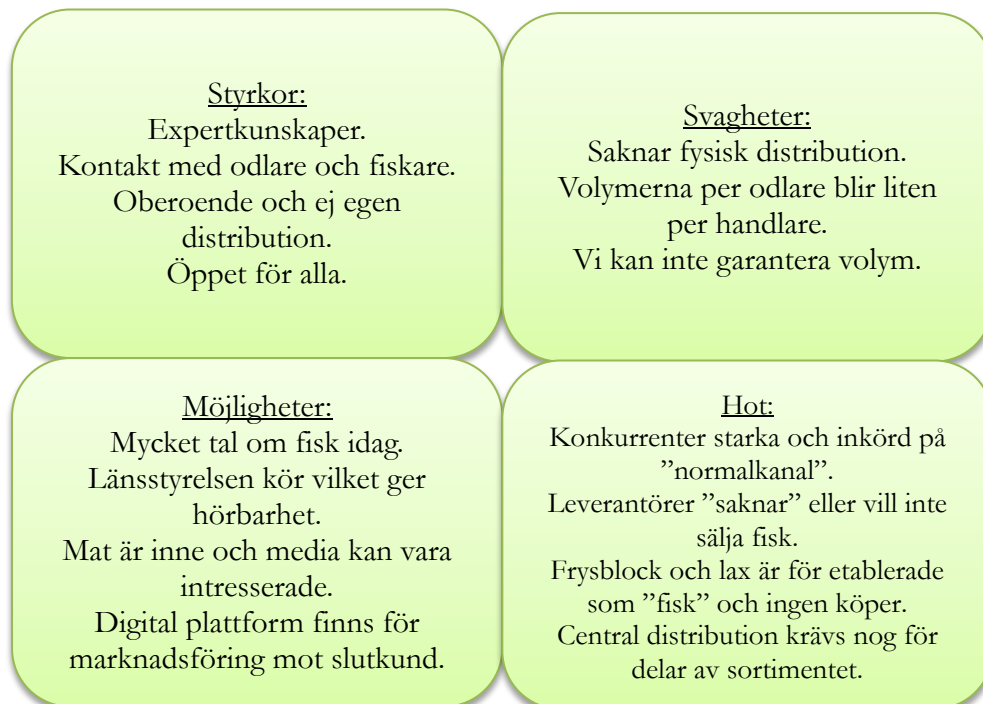 Styrkor:
Expertkunskaper.
Kontakt med odlare och fiskare.
Oberoende och ej egen
distribution.
Öppet för alla.
Svagheter:
Saknar fysisk distribution.
Volymerna per odlare blir liten
per handlare.
Vi kan inte garantera volym.
Möjligheter:
Mycket tal om fisk idag.
Länsstyrelsen kör vilket ger
hörbarhet.
Mat är inne och media kan vara
intresserade.
Digital plattform finns för
marknadsföring mot slutkund.
Hot:
Konkurrenter starka och inkörd på
”normalkanal”.
Leverantörer ”saknar” eller vill inte
sälja fisk.
Frysblock och lax är för etablerade
som ”fisk” och ingen köper.
Central distribution krävs nog för
delar av sortimentet.